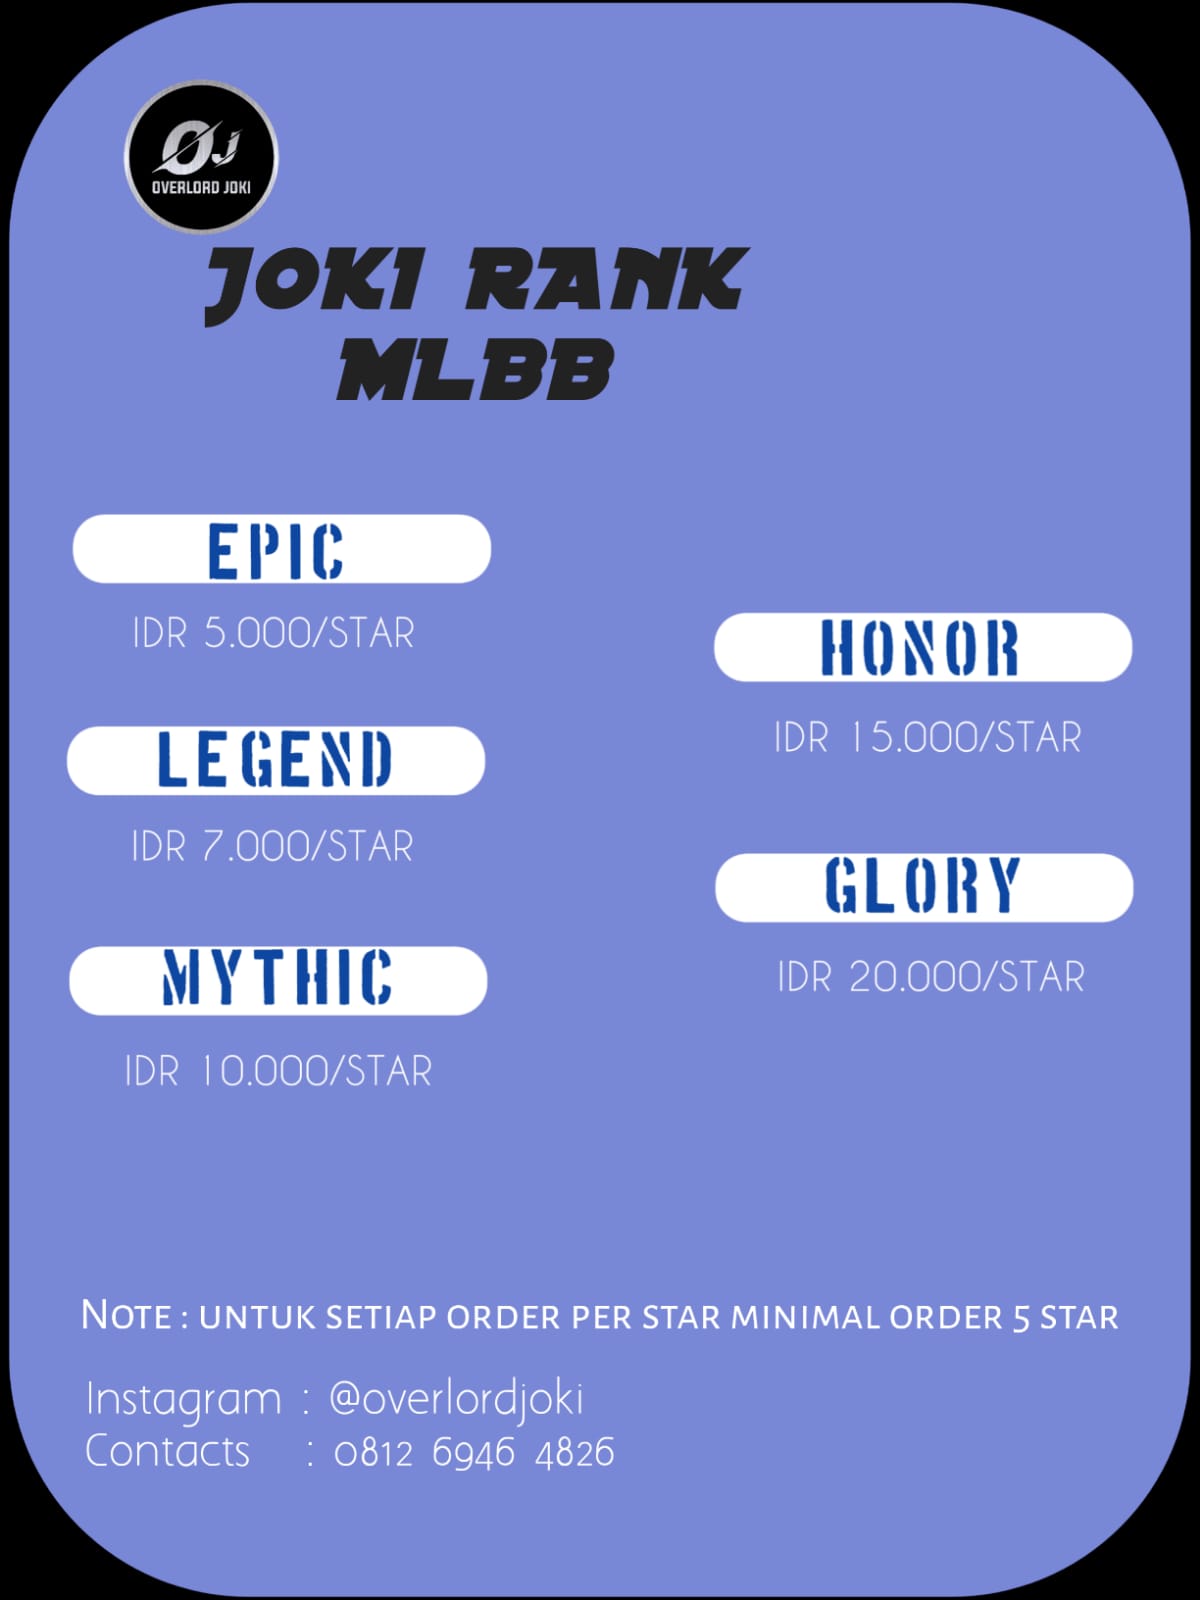 OJ
OVERLORD JOKI
JOKI RANK
MLBB
EPIC
IDR 5.000/STAR
LEGEND
IDR 7.000/STAR
MYTHIC
IDR 10.000/STAR
HONOR
IDR 15.000/STAR
GLORY
IDR 20.000/STAR
Note : untuk setiap order per star minimal order 5 star
Instagram : @overlordjoki
Contacts : 0812 6946 4826